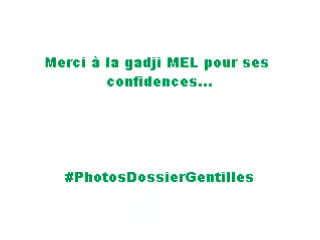 Merci à la gadji MEL pour ses
confidences...
#PhotosDossierGentilles